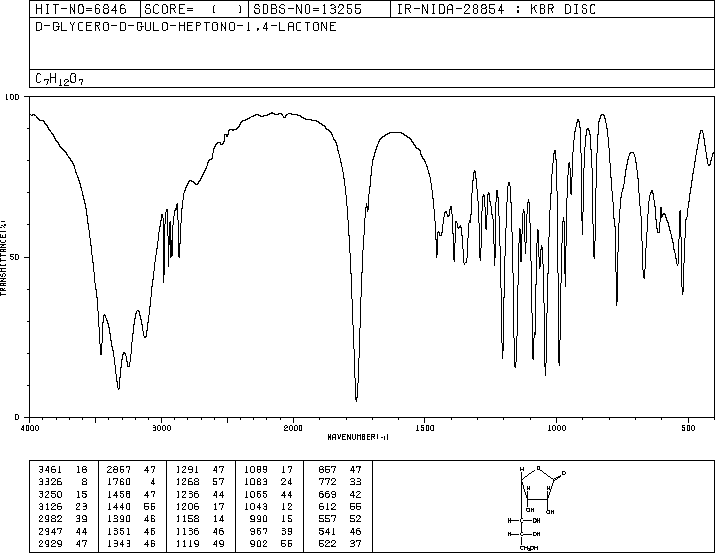 HIT-NO=6846 SCORE= ( ) SDBS-NO=13255 IR-NIDA-28854 : KBR DISC
D-GLYCERO-D-GULO-HEPTONO-1,4-LACTONE
C7H12O7
100
50
0
TRANSMITTANCE(%)
4000 3000 2000 1500 1000 500
WAVENUMBER(-1)
3461 18 2867 47 1291 47 1089 17 857 47
3326 8 1760 4 1268 57 1083 24 772 33
3250 15 1458 47 1236 44 1065 44 669 42
3126 23 1440 55 1206 17 1043 12 612 55
2982 39 1390 46 1158 14 990 15 557 52
2947 44 1351 46 1136 46 967 39 541 46
2929 47 1343 46 1119 49 902 55 522 37
O
O
H
H H
OH OH
H OH
H OH
CH2OH